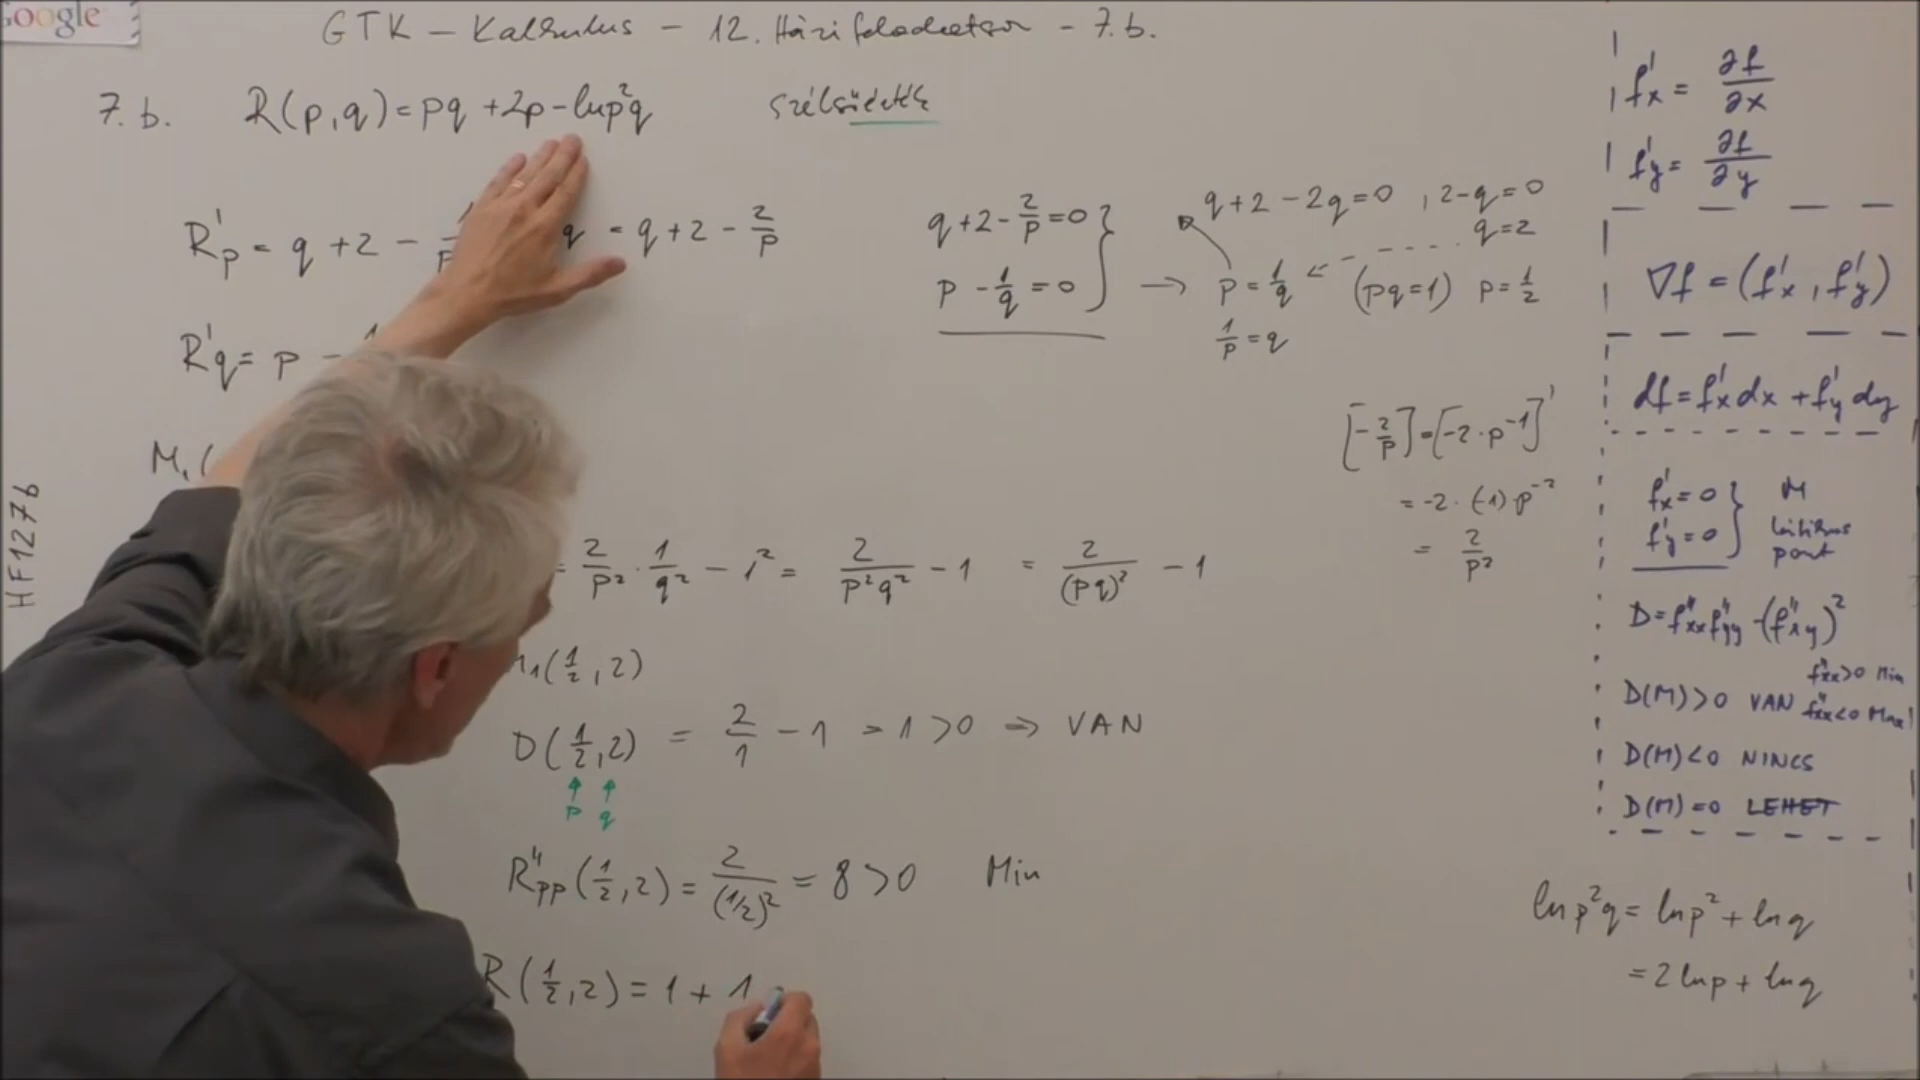 Google
GTK – Kalkulus – 12. Házi feladatsor – 7.b.
7. b. R(p,q) = pq + 2p – ln p²q szélsőérték
R'p = q + 2 – q = q + 2 – 2/p
R'q = p –
M₁(
= 2/p² · 1/q² – 1² = 2/(p²q²) – 1 = 2/(pq)² – 1
₁(1/2, 2)
D(1/2, 2) = 2/1 – 1 = 1 > 0 ⇒ VAN
p q
R''pp(1/2, 2) = 2/(1/2)² = 8 > 0 Min
R(1/2, 2) = 1 + 1
q + 2 – 2/p = 0
p – 1/q = 0 }
→ p = 1/q ← (pq = 1) p = 1/2
1/p = q
q + 2 – 2q = 0 , 2 – q = 0
q = 2
[–2/p] = [–2 · p⁻¹]'
= –2 · (–1) p⁻²
= 2/p²
f'x = ∂f/∂x
f'y = ∂f/∂y
∇f = (f'x, f'y)
df = f'x dx + f'y dy
f'x = 0
f'y = 0 } M
kritikus
pont
D = f''xx f''yy – (f''xy)²
D(M) > 0 VAN f''xx > 0 Min
f''xx < 0 Max
D(M) < 0 NINCS
D(M) = 0 LEHET
ln p²q = ln p² + ln q
= 2 ln p + ln q
HF127b